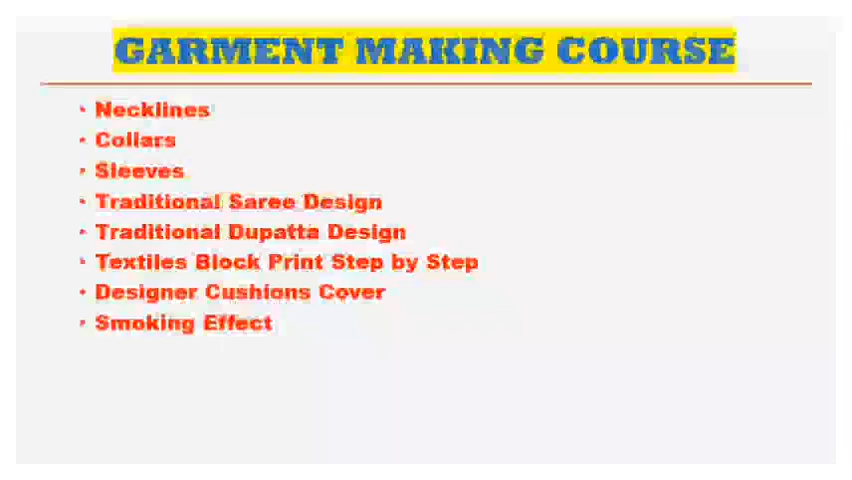 GARMENT MAKING COURSE
• Necklines
• Collars
• Sleeves
• Traditional Saree Design
• Traditional Dupatta Design
• Textiles Block Print Step by Step
• Designer Cushions Cover
• Smoking Effect